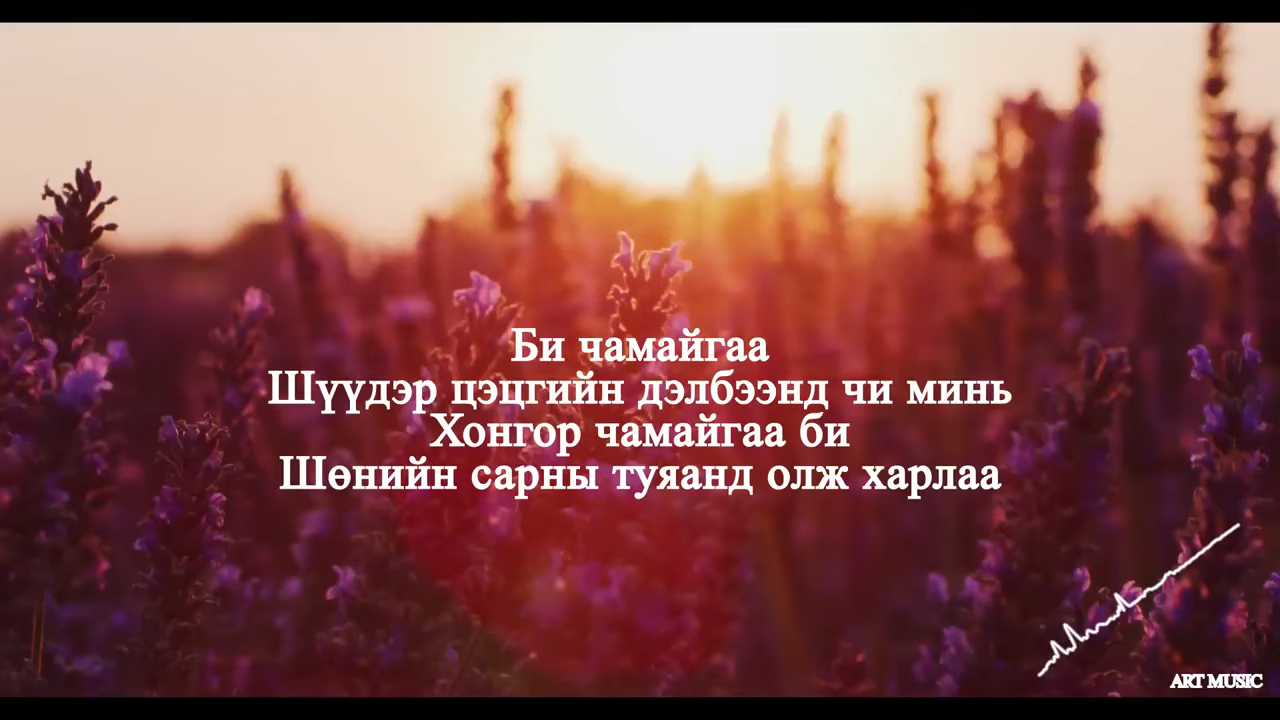 Би чамайгаа
Шүүдэр цэцгийн дэлбээнд чи минь
Хонгор чамайгаа би
Шөнийн сарны туяанд олж харлаа
ART MUSIC